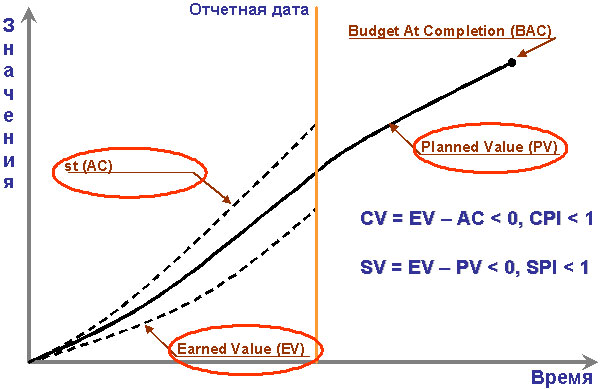 Отчетная дата
Значения
Budget At Completion (BAC)
st (AC)
Planned Value (PV)
CV = EV – AC < 0, CPI < 1
SV = EV – PV < 0, SPI < 1
Earned Value (EV)
Время